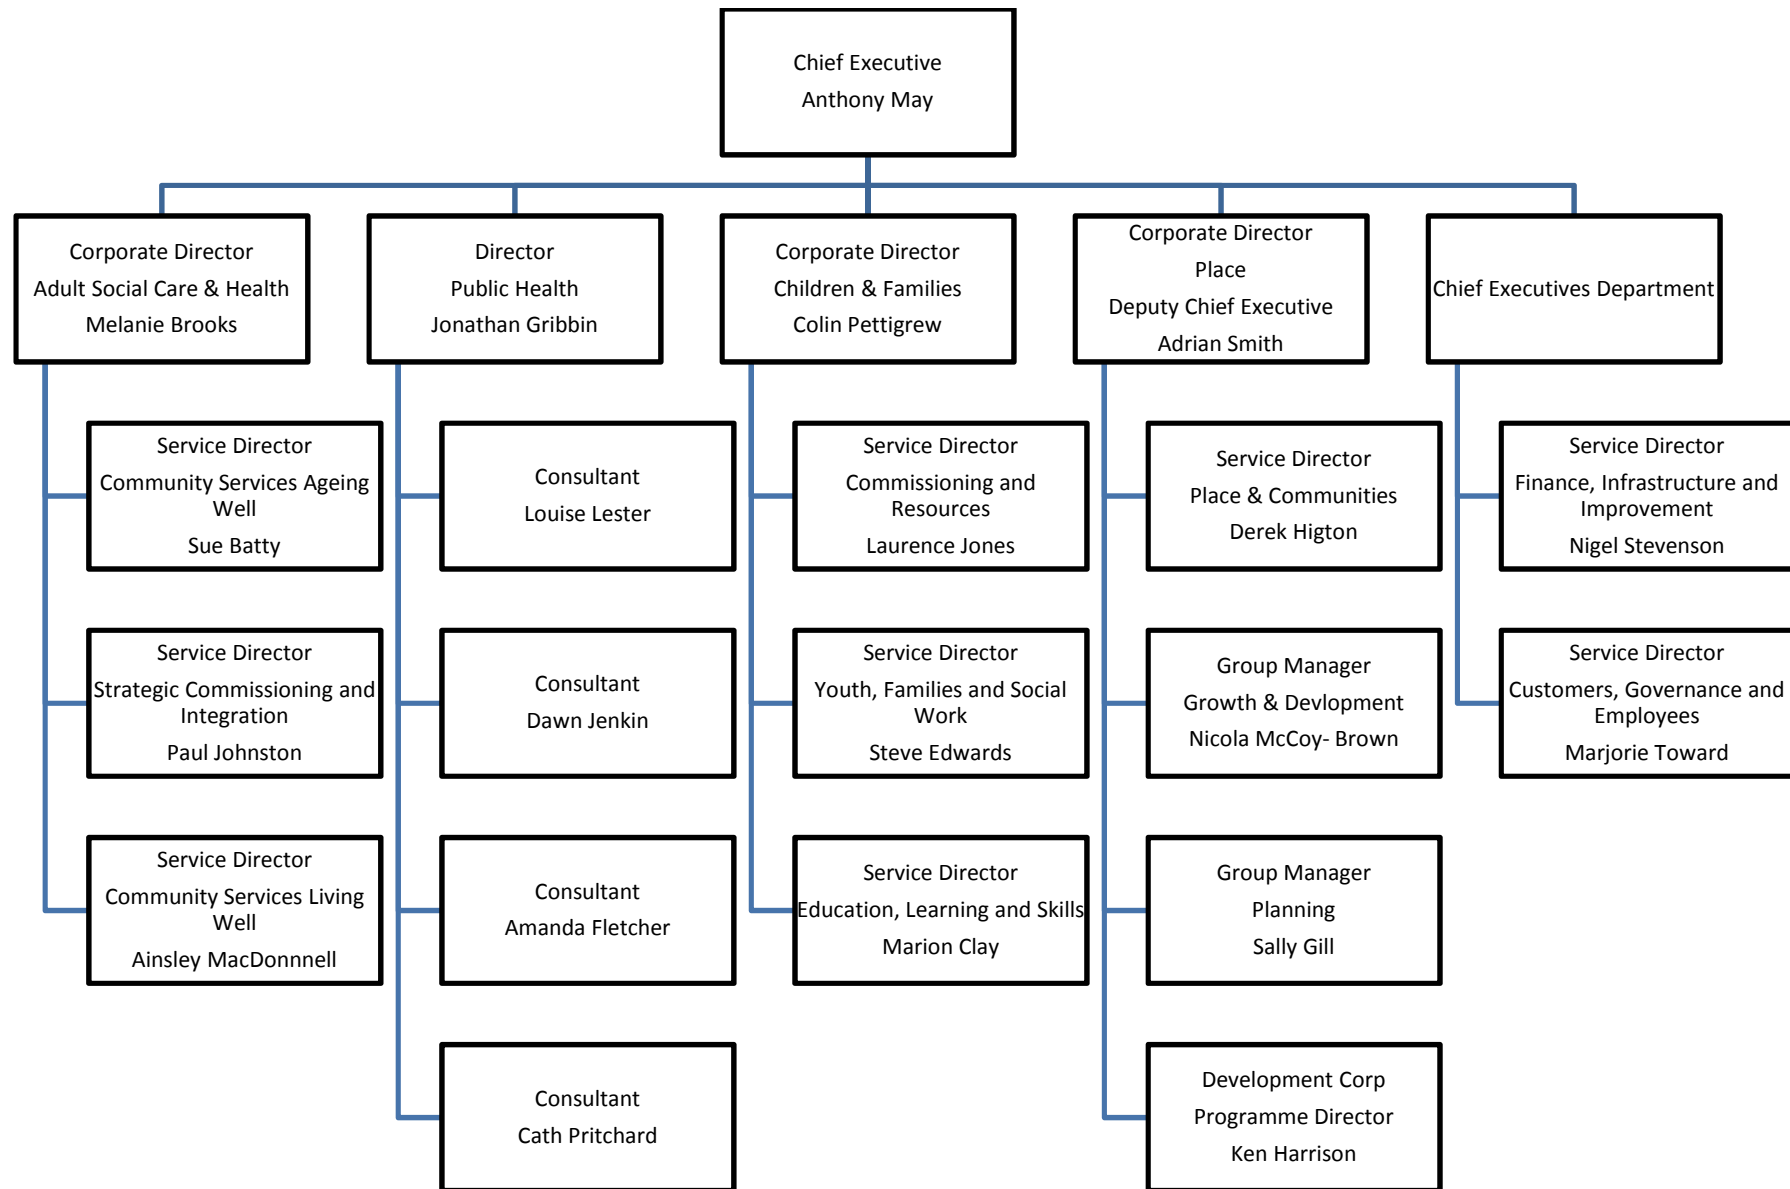 Chief Executive
Anthony May
Corporate Director
Adult Social Care & Health
Melanie Brooks
Director
Public Health
Jonathan Gribbin
Corporate Director
Children & Families
Colin Pettigrew
Corporate Director
Place
Deputy Chief Executive
Adrian Smith
Chief Executives Department
Service Director
Community Services Ageing
Well
Sue Batty
Service Director
Strategic Commissioning and
Integration
Paul Johnston
Service Director
Community Services Living
Well
Ainsley MacDonnnell
Consultant
Louise Lester
Consultant
Dawn Jenkin
Consultant
Amanda Fletcher
Consultant
Cath Pritchard
Service Director
Commissioning and
Resources
Laurence Jones
Service Director
Youth, Families and Social
Work
Steve Edwards
Service Director
Education, Learning and Skills
Marion Clay
Service Director
Place & Communities
Derek Higton
Group Manager
Growth & Devlopment
Nicola McCoy- Brown
Group Manager
Planning
Sally Gill
Development Corp
Programme Director
Ken Harrison
Service Director
Finance, Infrastructure and
Improvement
Nigel Stevenson
Service Director
Customers, Governance and
Employees
Marjorie Toward